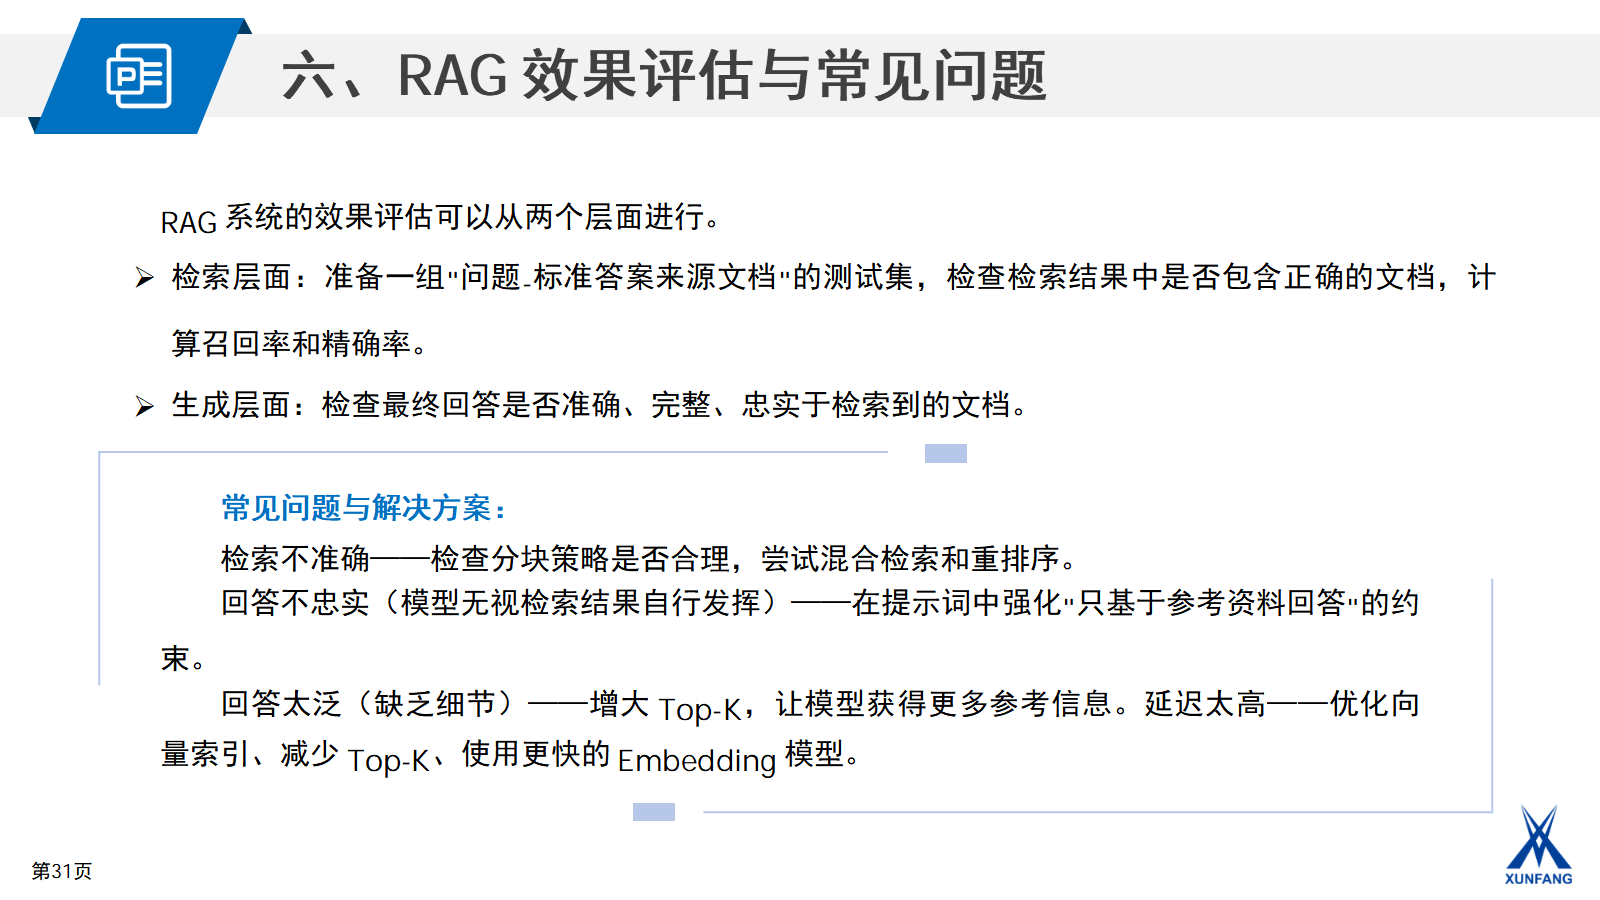 六、RAG 效果评估与常见问题
RAG 系统的效果评估可以从两个层面进行。
➢ 检索层面：准备一组"问题-标准答案来源文档"的测试集，检查检索结果中是否包含正确的文档，计
算召回率和精确率。
➢ 生成层面：检查最终回答是否准确、完整、忠实于检索到的文档。
常见问题与解决方案：
检索不准确——检查分块策略是否合理，尝试混合检索和重排序。
回答不忠实（模型无视检索结果自行发挥）——在提示词中强化"只基于参考资料回答"的约
束。
回答太泛（缺乏细节）——增大 Top-K，让模型获得更多参考信息。延迟太高——优化向
量索引、减少 Top-K、使用更快的 Embedding 模型。
第31页
XUNFANG